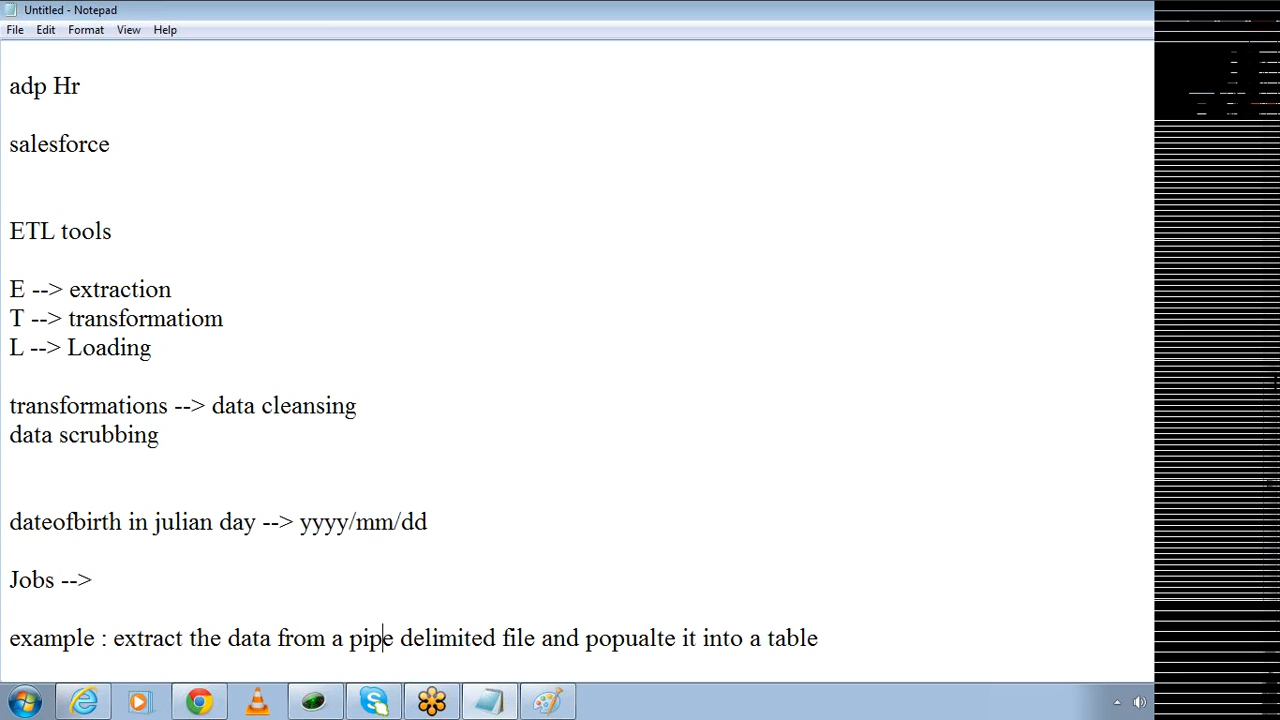 Untitled - Notepad
File Edit Format View Help
adp Hr
salesforce
ETL tools
E --> extraction
T --> transformatiom
L --> Loading
transformations --> data cleansing
data scrubbing
dateofbirth in julian day --> yyyy/mm/dd
Jobs -->
example : extract the data from a pipe delimited file and popualte it into a table